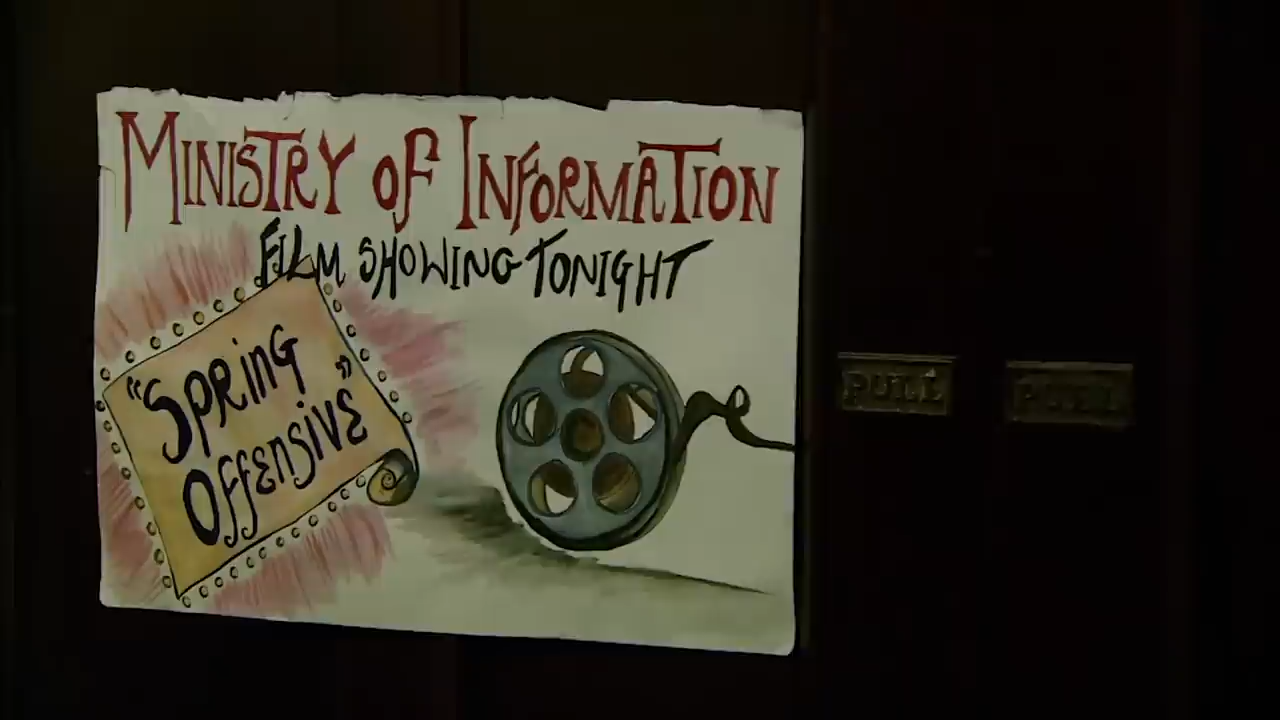 MINISTRY OF INFORMATION
FILM SHOWING TONIGHT
"SPRiNG
OFFENSiVE"
PULL
PULL